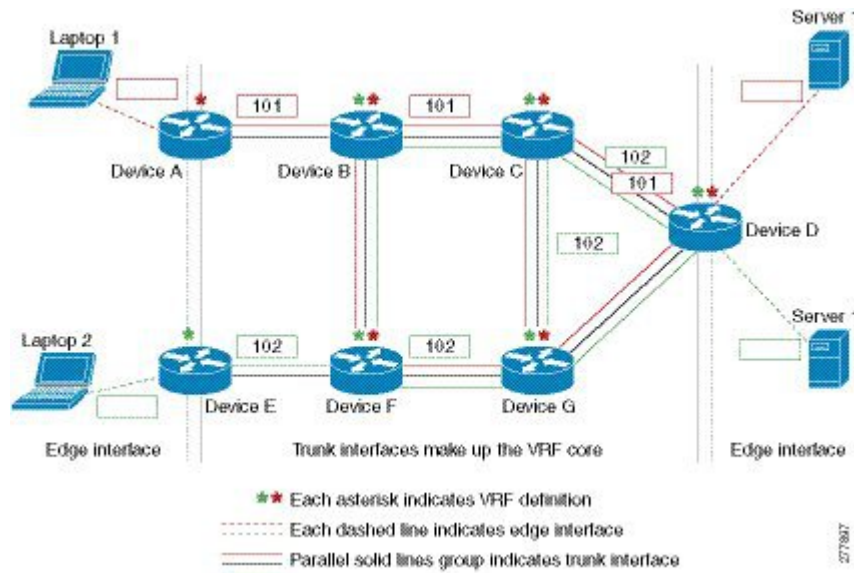 Laptop 1
Server 1
101
101
Device A
Device B
Device C
102
101
Device D
102
Laptop 2
102
102
Server 1
Device E
Device F
Device G
Edge interface
Trunk interfaces make up the VRF core
Edge interface
** Each asterisk indicates VRF definition
Each dashed line indicates edge interface
Parallel solid lines group indicates trunk interface
277897